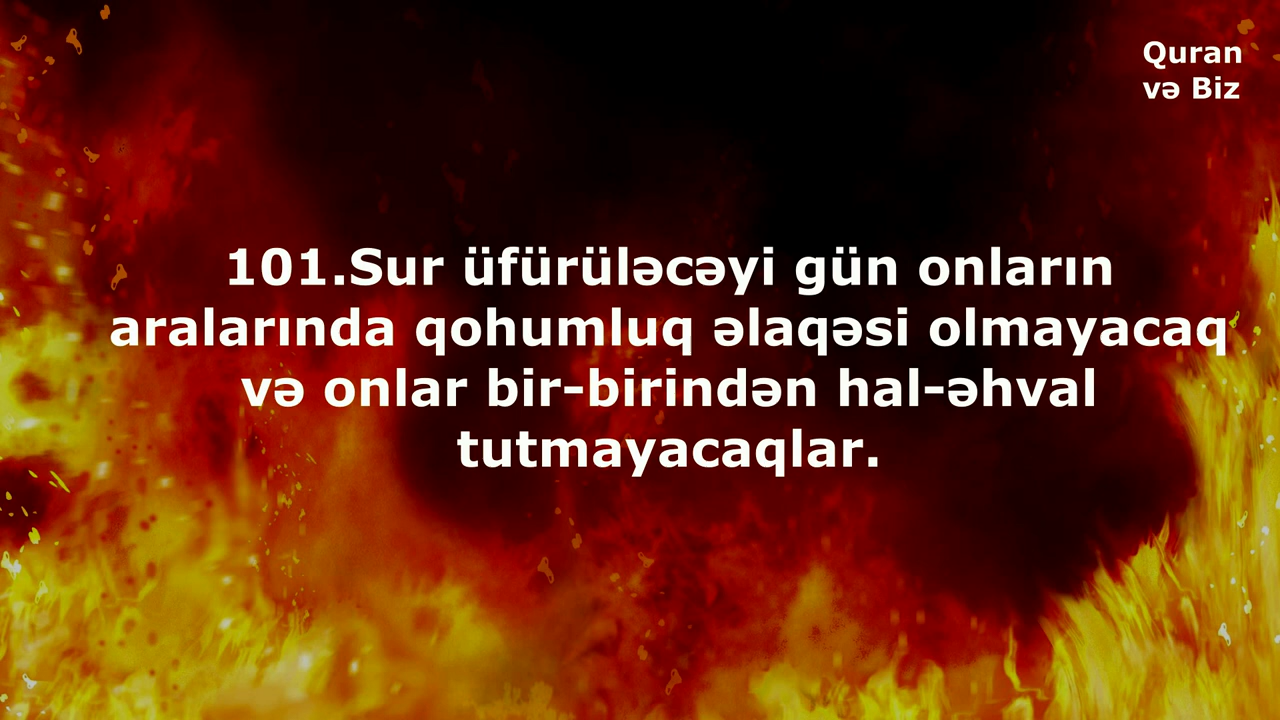 Quran
və Biz
101.Sur üfürüləcəyi gün onların
aralarında qohumluq əlaqəsi olmayacaq
və onlar bir-birindən hal-əhval
tutmayacaqlar.